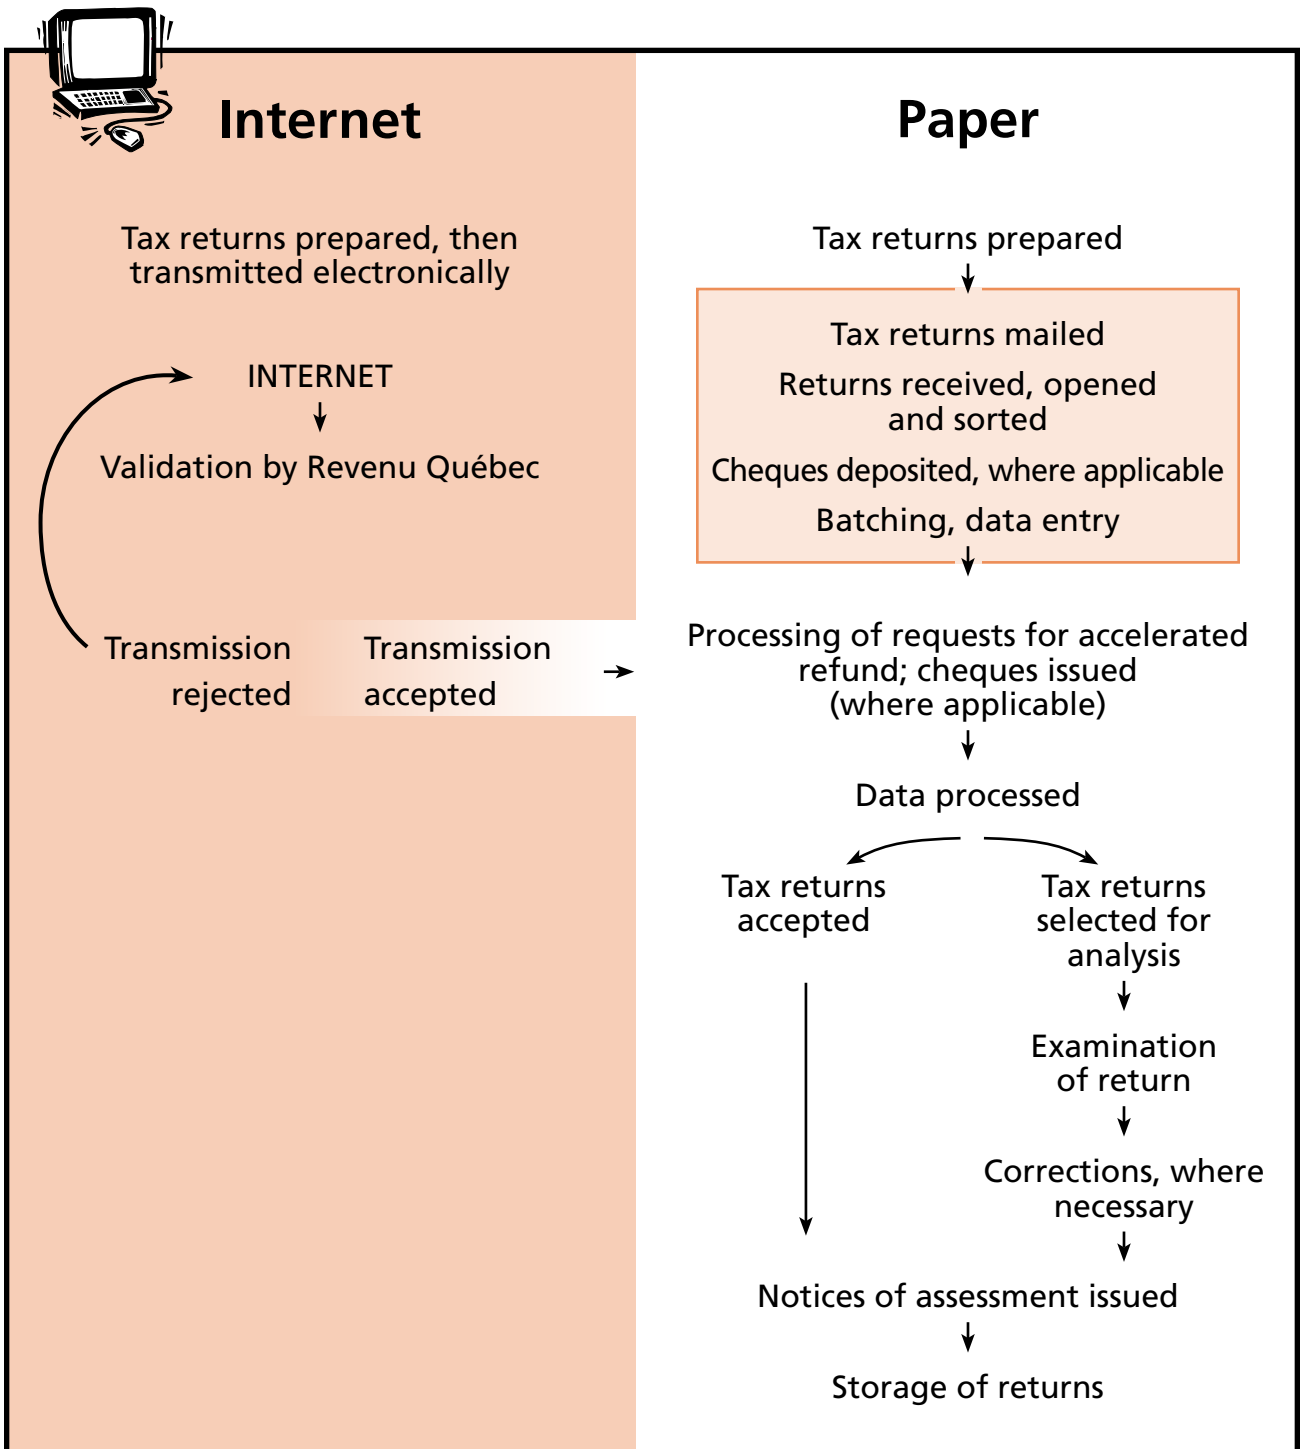 Internet
Tax returns prepared, then
transmitted electronically
INTERNET
Validation by Revenu Québec
Transmission
rejected
Transmission
accepted
Paper
Tax returns prepared
Tax returns mailed
Returns received, opened
and sorted
Cheques deposited, where applicable
Batching, data entry
Processing of requests for accelerated
refund; cheques issued
(where applicable)
Data processed
Tax returns
accepted
Tax returns
selected for
analysis
Examination
of return
Corrections, where
necessary
Notices of assessment issued
Storage of returns